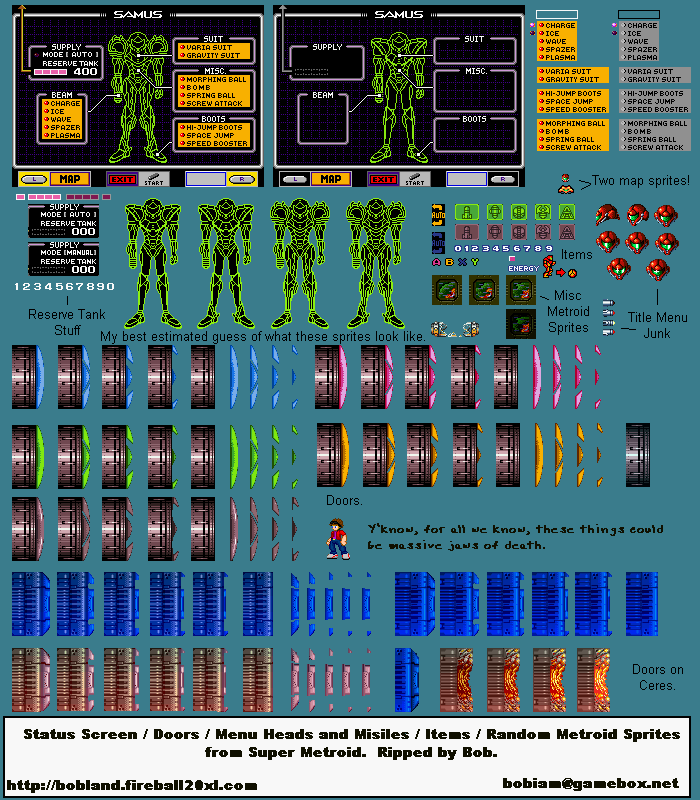 SAMUS
SUPPLY
MODE [ AUTO ]
RESERVE TANK
400
BEAM
CHARGE
ICE
WAVE
SPAZER
PLASMA
SUIT
VARIA SUIT
GRAVITY SUIT
MISC.
MORPHING BALL
BOMB
SPRING BALL
SCREW ATTACK
BOOTS
HI-JUMP BOOTS
SPACE JUMP
SPEED BOOSTER
L MAP EXIT START R
SAMUS
SUPPLY
BEAM
SUIT
MISC.
BOOTS
L MAP EXIT START R
CHARGE
ICE
WAVE
SPAZER
PLASMA
VARIA SUIT
GRAVITY SUIT
HI-JUMP BOOTS
SPACE JUMP
SPEED BOOSTER
MORPHING BALL
BOMB
SPRING BALL
SCREW ATTACK
CHARGE
ICE
WAVE
SPAZER
PLASMA
VARIA SUIT
GRAVITY SUIT
HI-JUMP BOOTS
SPACE JUMP
SPEED BOOSTER
MORPHING BALL
BOMB
SPRING BALL
SCREW ATTACK
Two map sprites!
SUPPLY
MODE [ AUTO ]
RESERVE TANK
000
SUPPLY
MODE [MANUAL]
RESERVE TANK
000
1234567890
Reserve Tank
Stuff
AUTO
AUTO
0123456789
A B X Y
ENERGY
Items
Misc
Metroid
Sprites
Title Menu
Junk
My best estimated guess of what these sprites look like.
Doors.
Y'know, for all we know, these things could
be massive jaws of death.
Doors on
Ceres.
Status Screen / Doors / Menu Heads and Misiles / Items / Random Metroid Sprites
from Super Metroid.  Ripped by Bob.
http://bobland.fireball20xl.com
bobiam@gamebox.net